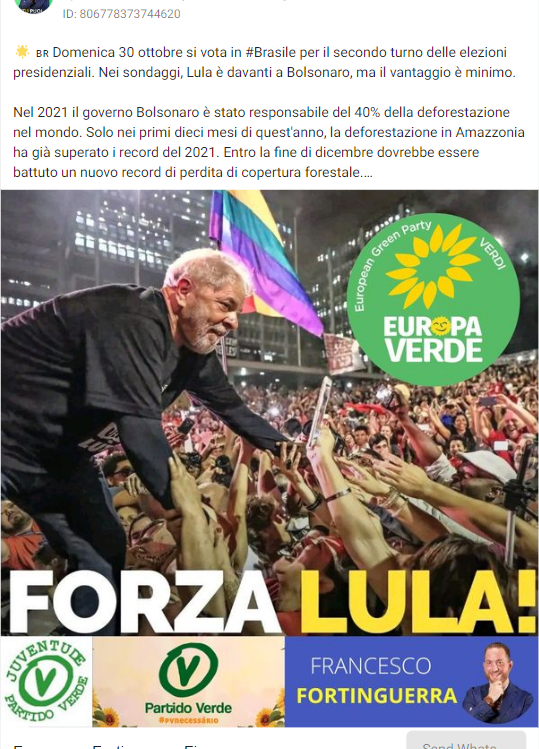 ID: 806778373744620
🌟 BR Domenica 30 ottobre si vota in #Brasile per il secondo turno delle elezioni
presidenziali. Nei sondaggi, Lula è davanti a Bolsonaro, ma il vantaggio è minimo.
Nel 2021 il governo Bolsonaro è stato responsabile del 40% della deforestazione
nel mondo. Solo nei primi dieci mesi di quest'anno, la deforestazione in Amazzonia
ha già superato i record del 2021. Entro la fine di dicembre dovrebbe essere
battuto un nuovo record di perdita di copertura forestale....
European Green Party
VERDI
EUROPA
VERDE
FORZA LULA!
JUVENTUDE
PARTIDO VERDE
Partido Verde
#PVNECESSÁRIO
FRANCESCO
FORTINGUERRA